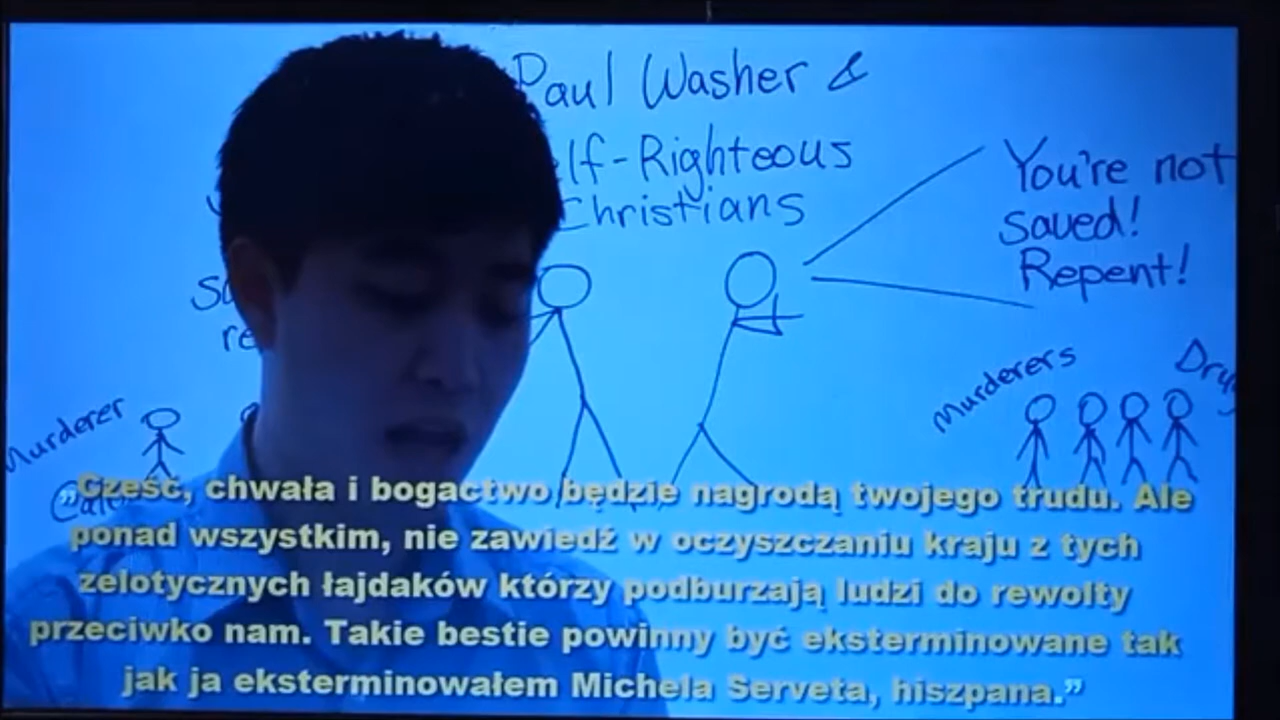 Paul Washer &
lf-Righteous
Christians
You're not
saved!
Repent!
Murderers
Murderer
„Cześć, chwała i bogactwo będzie nagrodą twojego trudu. Ale
ponad wszystkim, nie zawiedź w oczyszczaniu kraju z tych
zelotycznych łajdaków którzy podburzają ludzi do rewolty
przeciwko nam. Takie bestie powinny być eksterminowane tak
jak ja eksterminowałem Michela Serveta, hiszpana.”